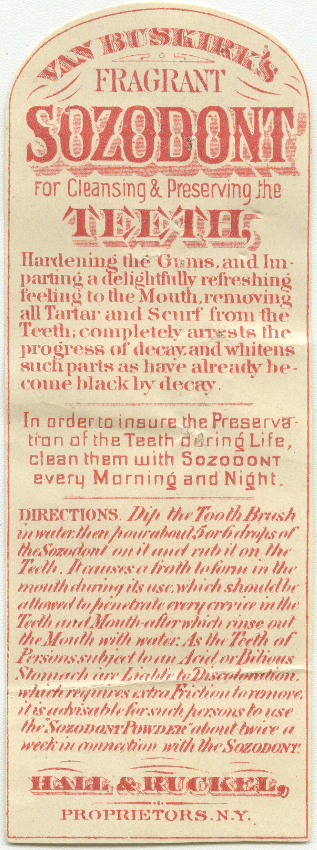 VAN BUSKIRK'S
FRAGRANT
SOZODONT
For Cleansing & Preserving the
TEETH,
Hardening the Gums, and Im-
parting a delightfully refreshing
feeling to the Mouth, removing
all Tartar and Scurf from the
Teeth; completely arrests the
progress of decay, and whitens
such parts as have already be-
come black by decay.
In order to insure the Preserva-
tion of the Teeth during Life,
clean them with SOZODONT
every Morning and Night.
DIRECTIONS. Dip the Tooth Brush
in water, then pour about 5 or 6 drops of
the Sozodont on it and rub it on the
Teeth. It causes a froth to form in the
mouth during its use, which should be
allowed to penetrate every crevice in the
Teeth and Mouth after which rinse out
the Mouth with water. As the Teeth of
Persons subject to an Acid or Bilious
Stomach are Liable to Discoloration,
which requires extra Friction to remove,
it is advisable for such persons to use
the "SOZODONT POWDER" about twice a
week in connection with the SOZODONT.
HALL & RUCKEL,
PROPRIETORS. N.Y.